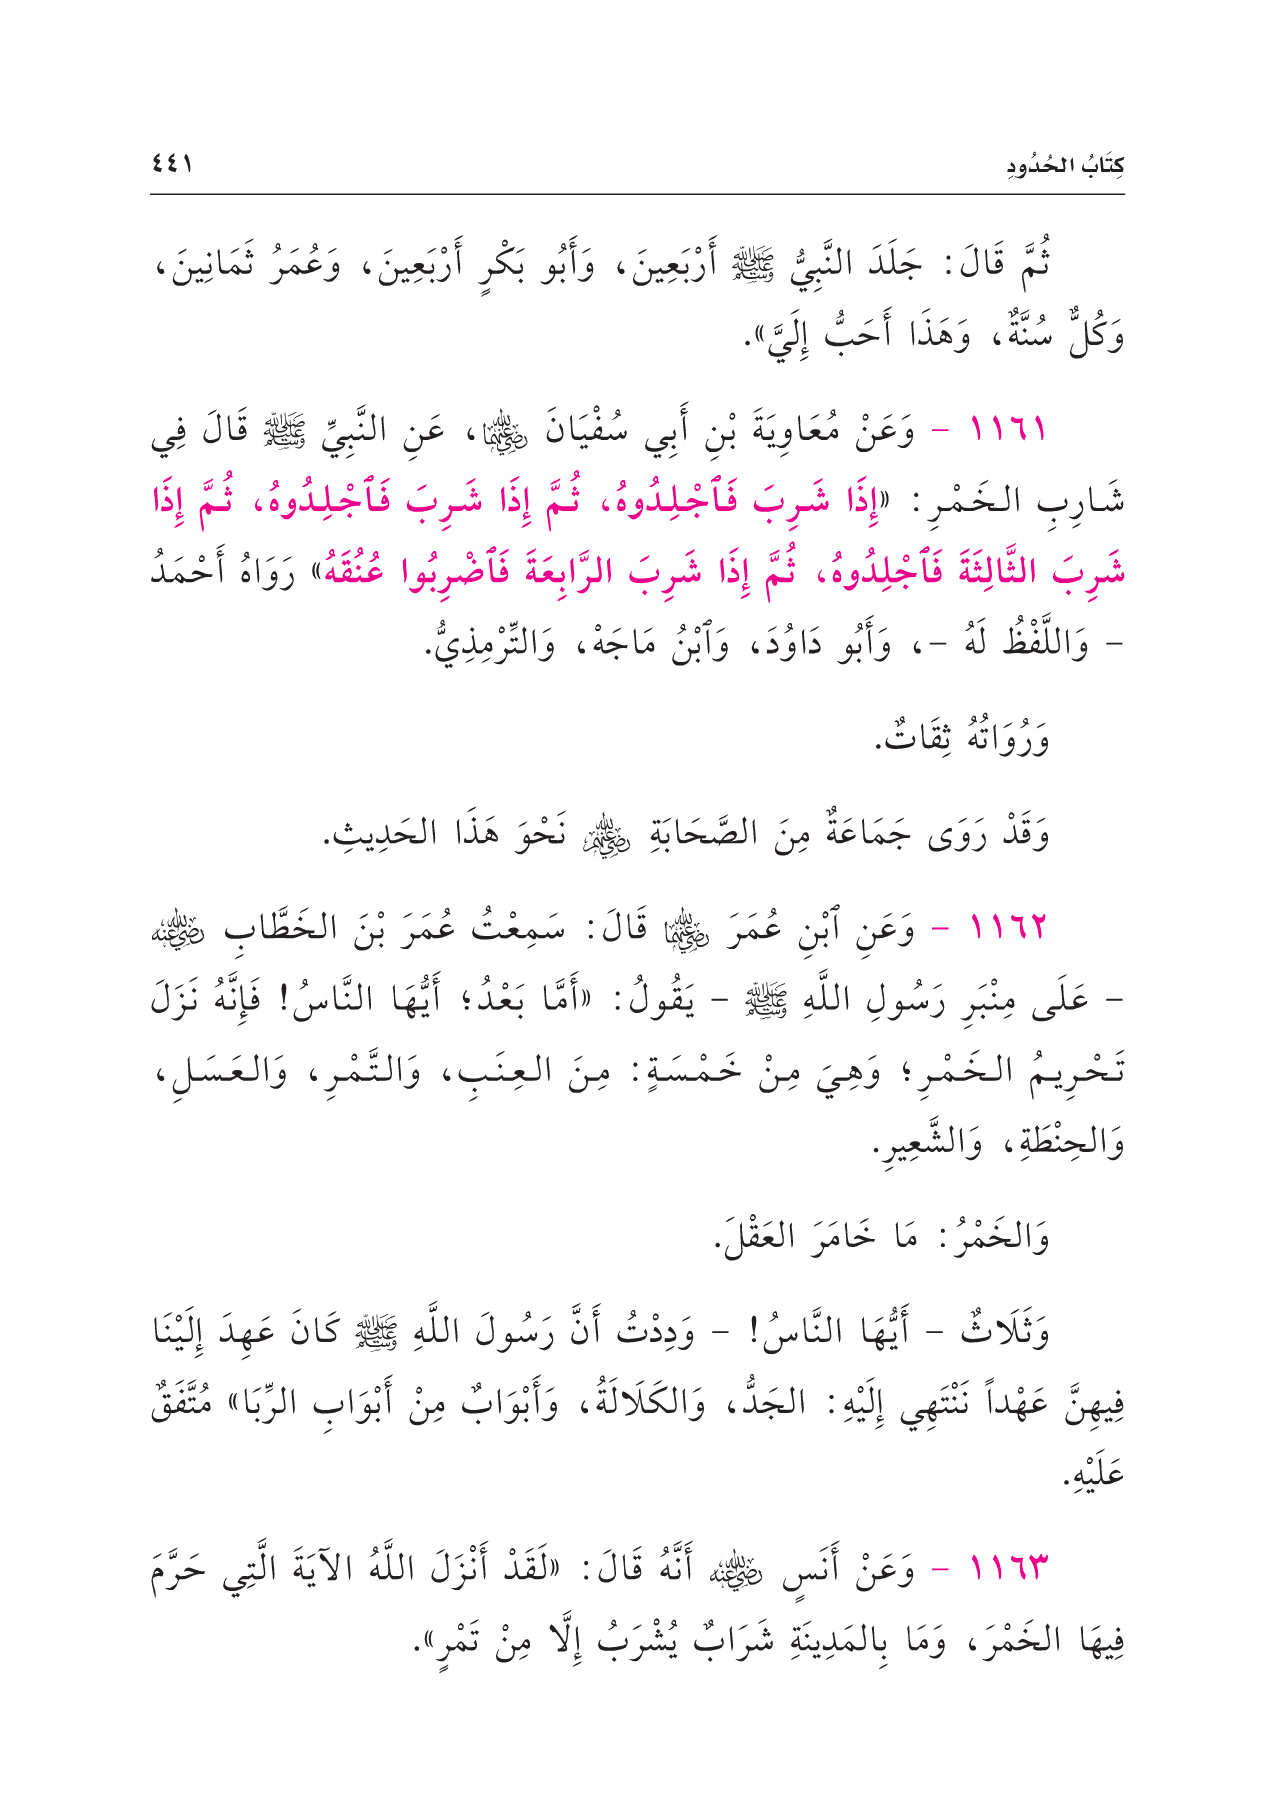 كِتَابُ الحُدُودِ ٤٤١
ثُمَّ قَالَ: جَلَدَ النَّبِيُّ ﷺ أَرْبَعِينَ، وَأَبُو بَكْرٍ أَرْبَعِينَ، وَعُمَرُ ثَمَانِينَ،
وَكُلٌّ سُنَّةٌ، وَهَذَا أَحَبُّ إِلَيَّ».
١١٦١ - وَعَنْ مُعَاوِيَةَ بْنِ أَبِي سُفْيَانَ رضي الله عنهما، عَنِ النَّبِيِّ ﷺ قَالَ فِي
شَارِبِ الخَمْرِ: «إِذَا شَرِبَ فَٱجْلِدُوهُ، ثُمَّ إِذَا شَرِبَ فَٱجْلِدُوهُ، ثُمَّ إِذَا
شَرِبَ الثَّالِثَةَ فَٱجْلِدُوهُ، ثُمَّ إِذَا شَرِبَ الرَّابِعَةَ فَٱضْرِبُوا عُنُقَهُ» رَوَاهُ أَحْمَدُ
- وَاللَّفْظُ لَهُ -، وَأَبُو دَاوُدَ، وَٱبْنُ مَاجَهْ، وَالتِّرْمِذِيُّ.
وَرُوَاتُهُ ثِقَاتٌ.
وَقَدْ رَوَى جَمَاعَةٌ مِنَ الصَّحَابَةِ رضي الله عنهم نَحْوَ هَذَا الحَدِيثِ.
١١٦٢ - وَعَنِ ٱبْنِ عُمَرَ رضي الله عنهما قَالَ: سَمِعْتُ عُمَرَ بْنَ الخَطَّابِ رضي الله عنه
- عَلَى مِنْبَرِ رَسُولِ اللَّهِ ﷺ - يَقُولُ: «أَمَّا بَعْدُ؛ أَيُّهَا النَّاسُ! فَإِنَّهُ نَزَلَ
تَحْرِيمُ الخَمْرِ؛ وَهِيَ مِنْ خَمْسَةٍ: مِنَ العِنَبِ، وَالتَّمْرِ، وَالعَسَلِ،
وَالحِنْطَةِ، وَالشَّعِيرِ.
وَالخَمْرُ: مَا خَامَرَ العَقْلَ.
وَثَلَاثٌ - أَيُّهَا النَّاسُ! - وَدِدْتُ أَنَّ رَسُولَ اللَّهِ ﷺ كَانَ عَهِدَ إِلَيْنَا
فِيهِنَّ عَهْداً نَنْتَهِي إِلَيْهِ: الجَدُّ، وَالكَلَالَةُ، وَأَبْوَابٌ مِنْ أَبْوَابِ الرِّبَا» مُتَّفَقٌ
عَلَيْهِ.
١١٦٣ - وَعَنْ أَنَسٍ رضي الله عنه أَنَّهُ قَالَ: «لَقَدْ أَنْزَلَ اللَّهُ الآيَةَ الَّتِي حَرَّمَ
فِيهَا الخَمْرَ، وَمَا بِالمَدِينَةِ شَرَابٌ يُشْرَبُ إِلَّا مِنْ تَمْرٍ».